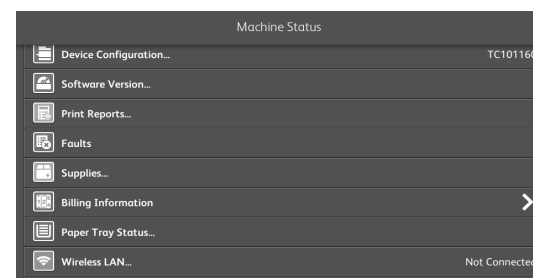 Machine Status
Device Configuration... TC10116
Software Version...
Print Reports...
Faults
Supplies...
Billing Information
Paper Tray Status...
Wireless LAN... Not Connected